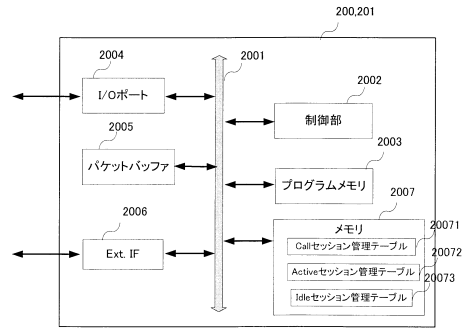 200,201
2004
I/Oポート
2001
2002
制御部
2005
パケットバッファ
2003
プログラムメモリ
2006
Ext. IF
2007
メモリ
20071
Callセッション管理テーブル
20072
Activeセッション管理テーブル
20073
Idleセッション管理テーブル